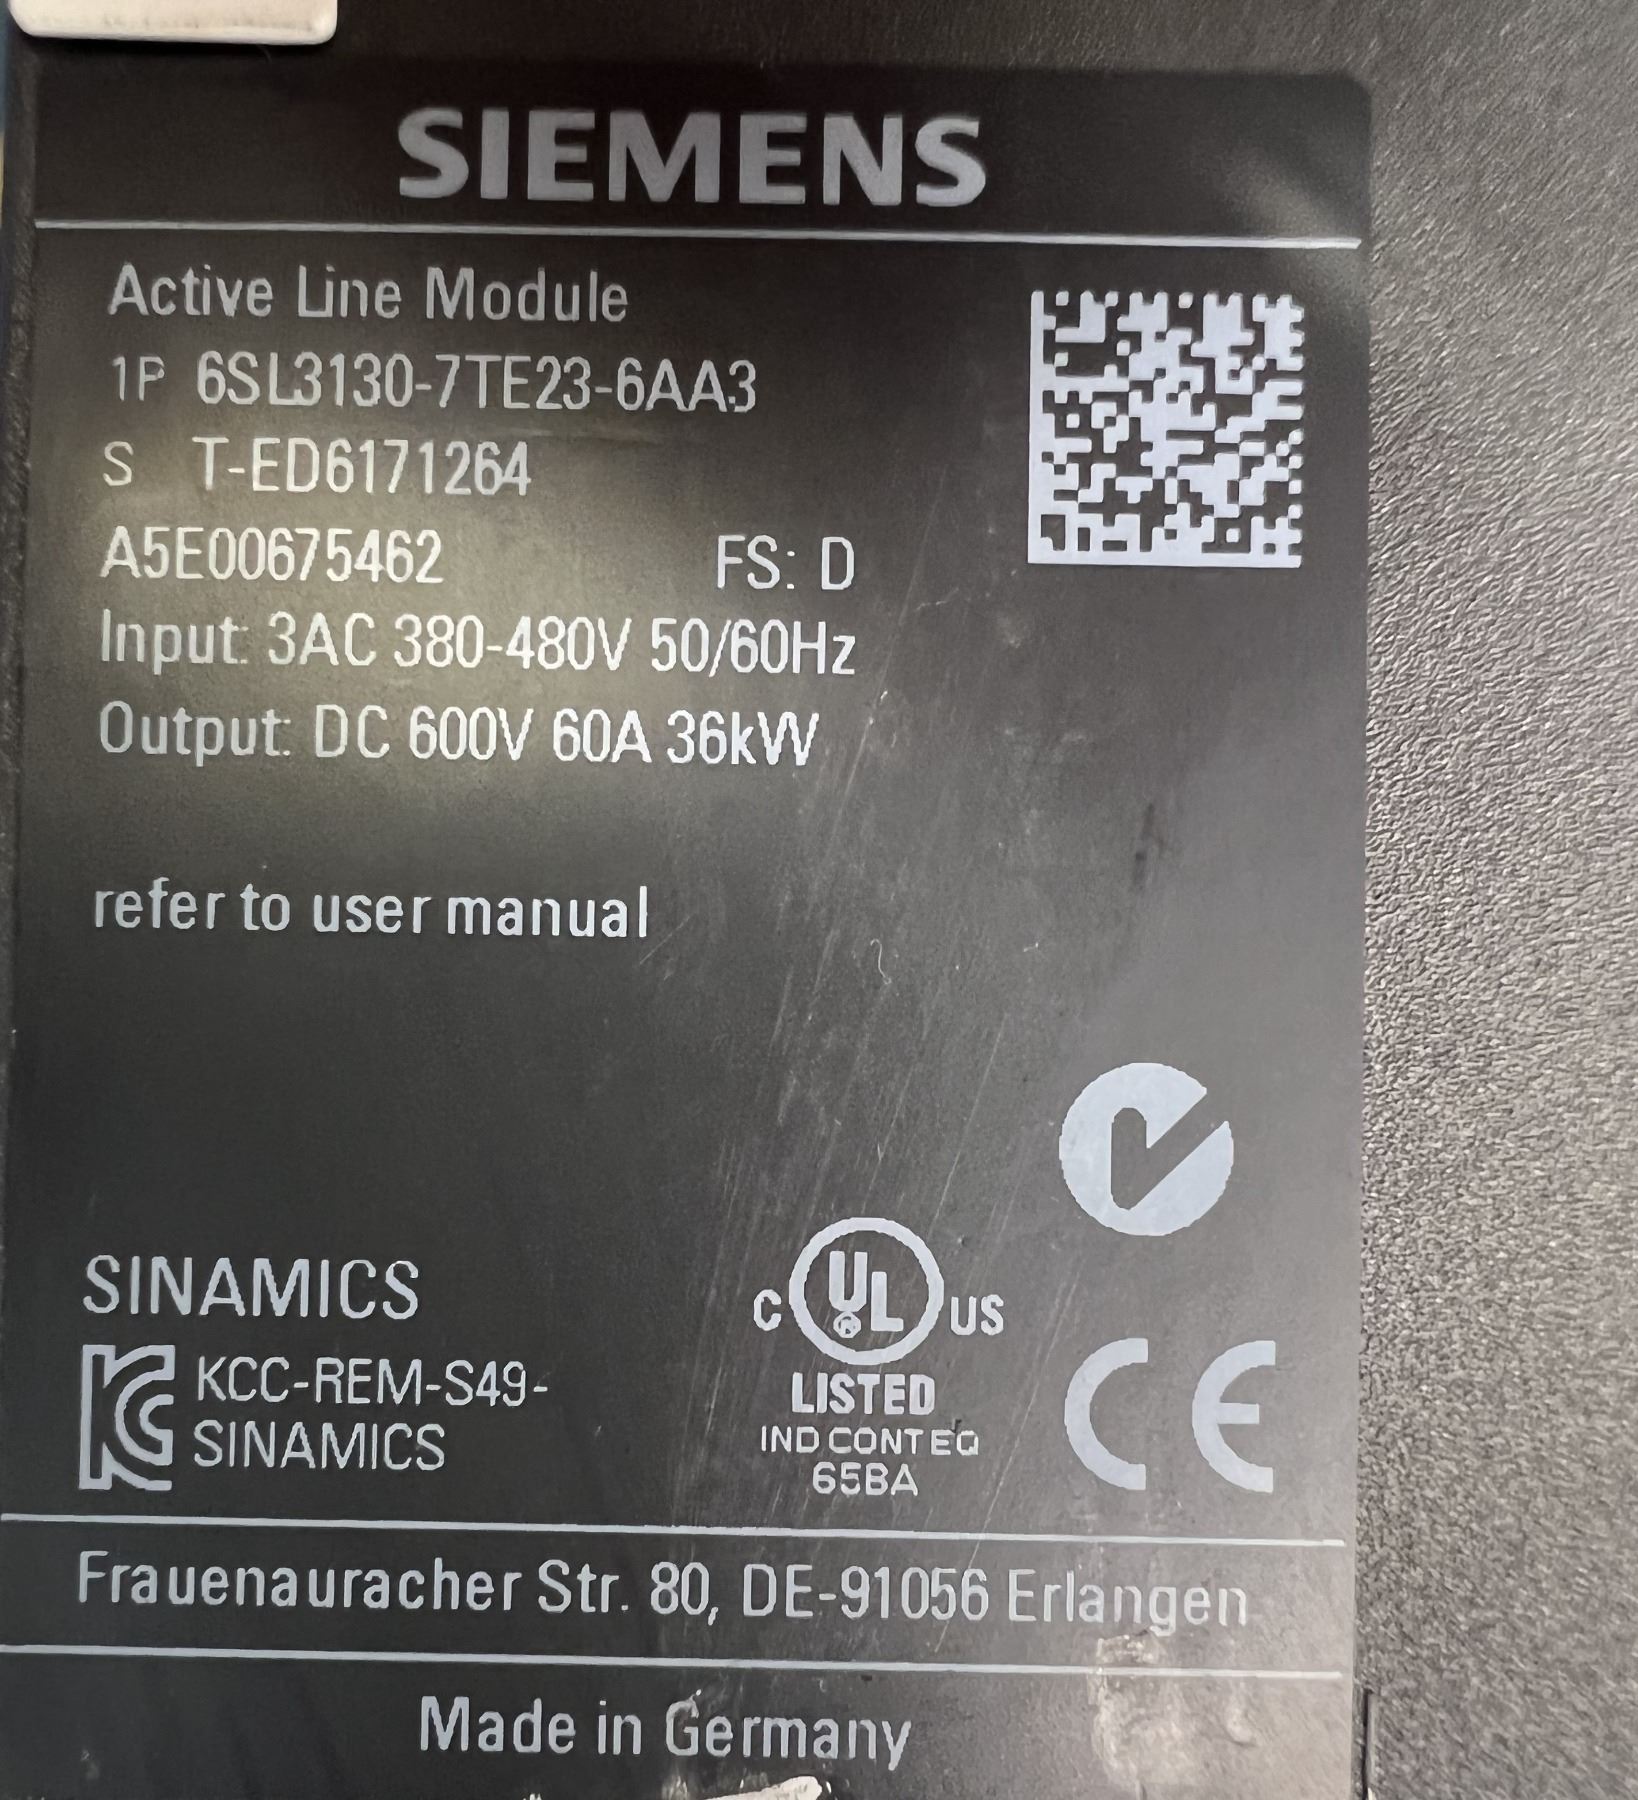 SIEMENS
Active Line Module
1P 6SL3130-7TE23-6AA3
S T-ED6171264
A5E00675462 FS: D
Input: 3AC 380-480V 50/60Hz
Output: DC 600V 60A 36kW
refer to user manual
SINAMICS
KCC-REM-S49-
SINAMICS
C UL ® US
LISTED
IND CONT EQ
65BA
CE
Frauenauracher Str. 80, DE-91056 Erlangen
Made in Germany